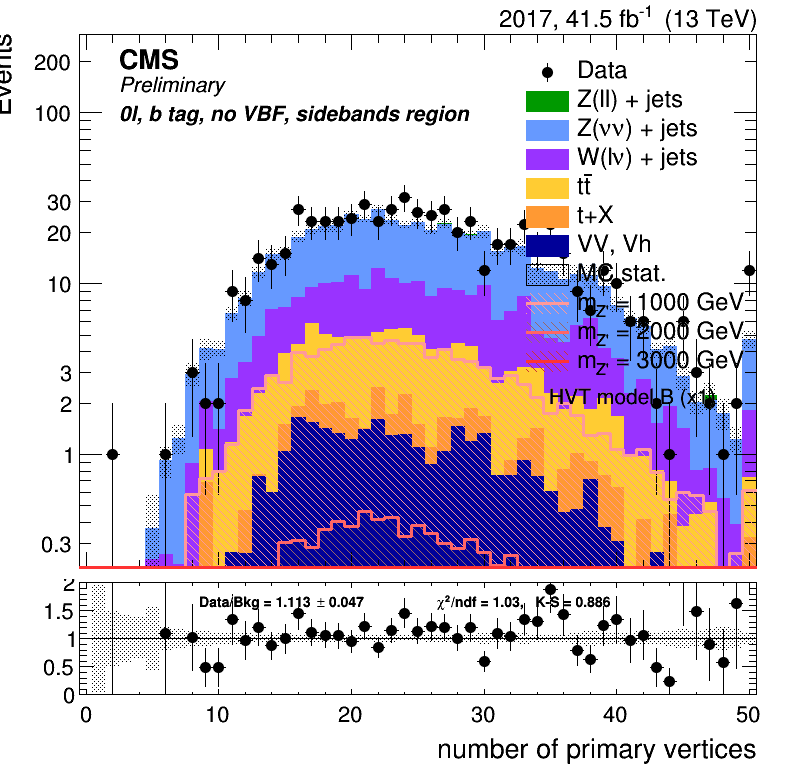 2017, 41.5 fb⁻¹ (13 TeV)
Events
CMS
Preliminary
0l, b tag, no VBF, sidebands region
Data
Z(ll) + jets
Z(νν) + jets
W(lν) + jets
tt̄
t+X
VV, Vh
MC stat.
m_Z' = 1000 GeV
m_Z' = 2000 GeV
m_Z' = 3000 GeV
HVT model B (x1)
200
100
30
20
10
3
2
1
0.3
Data/Bkg = 1.113 ± 0.047 χ²/ndf = 1.03, K-S = 0.886
2
1.5
1
0.5
0
0 10 20 30 40 50
number of primary vertices